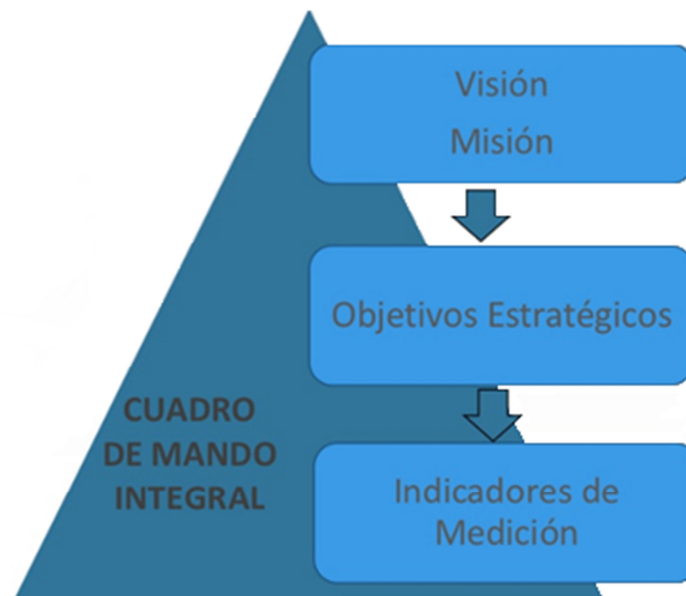 Visión
Misión
Objetivos Estratégicos
CUADRO
DE MANDO
INTEGRAL
Indicadores de
Medición